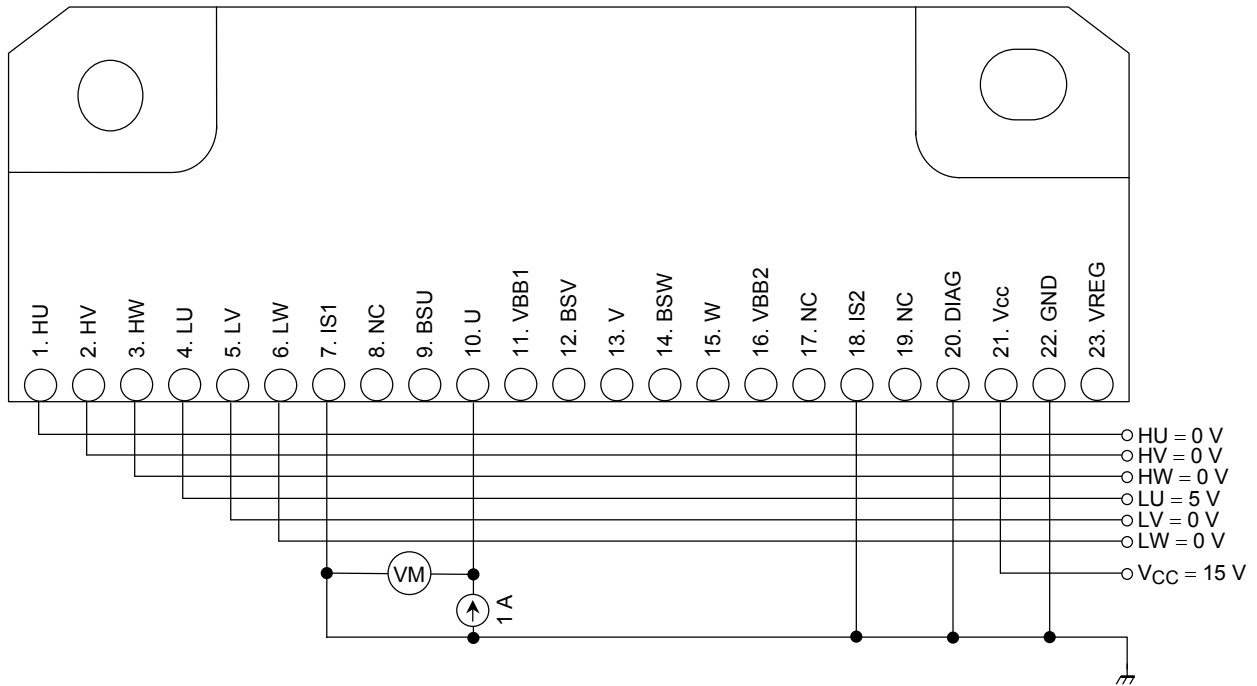 1. HU
2. HV
3. HW
4. LU
5. LV
6. LW
7. IS1
8. NC
9. BSU
10. U
11. VBB1
12. BSV
13. V
14. BSW
15. W
16. VBB2
17. NC
18. IS2
19. NC
20. DIAG
21. Vcc
22. GND
23. VREG
HU = 0 V
HV = 0 V
HW = 0 V
LU = 5 V
LV = 0 V
LW = 0 V
VCC = 15 V
VM
1 A